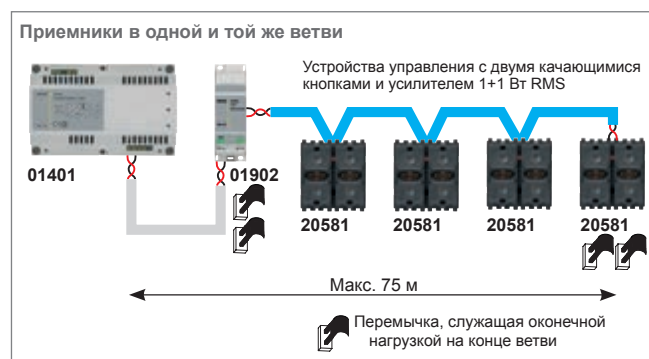 Приемники в одной и той же ветви
Устройства управления с двумя качающимися
кнопками и усилителем 1+1 Вт RMS
01401
01902
20581
20581
20581
20581
Макс. 75 м
Перемычка, служащая оконечной
нагрузкой на конце ветви